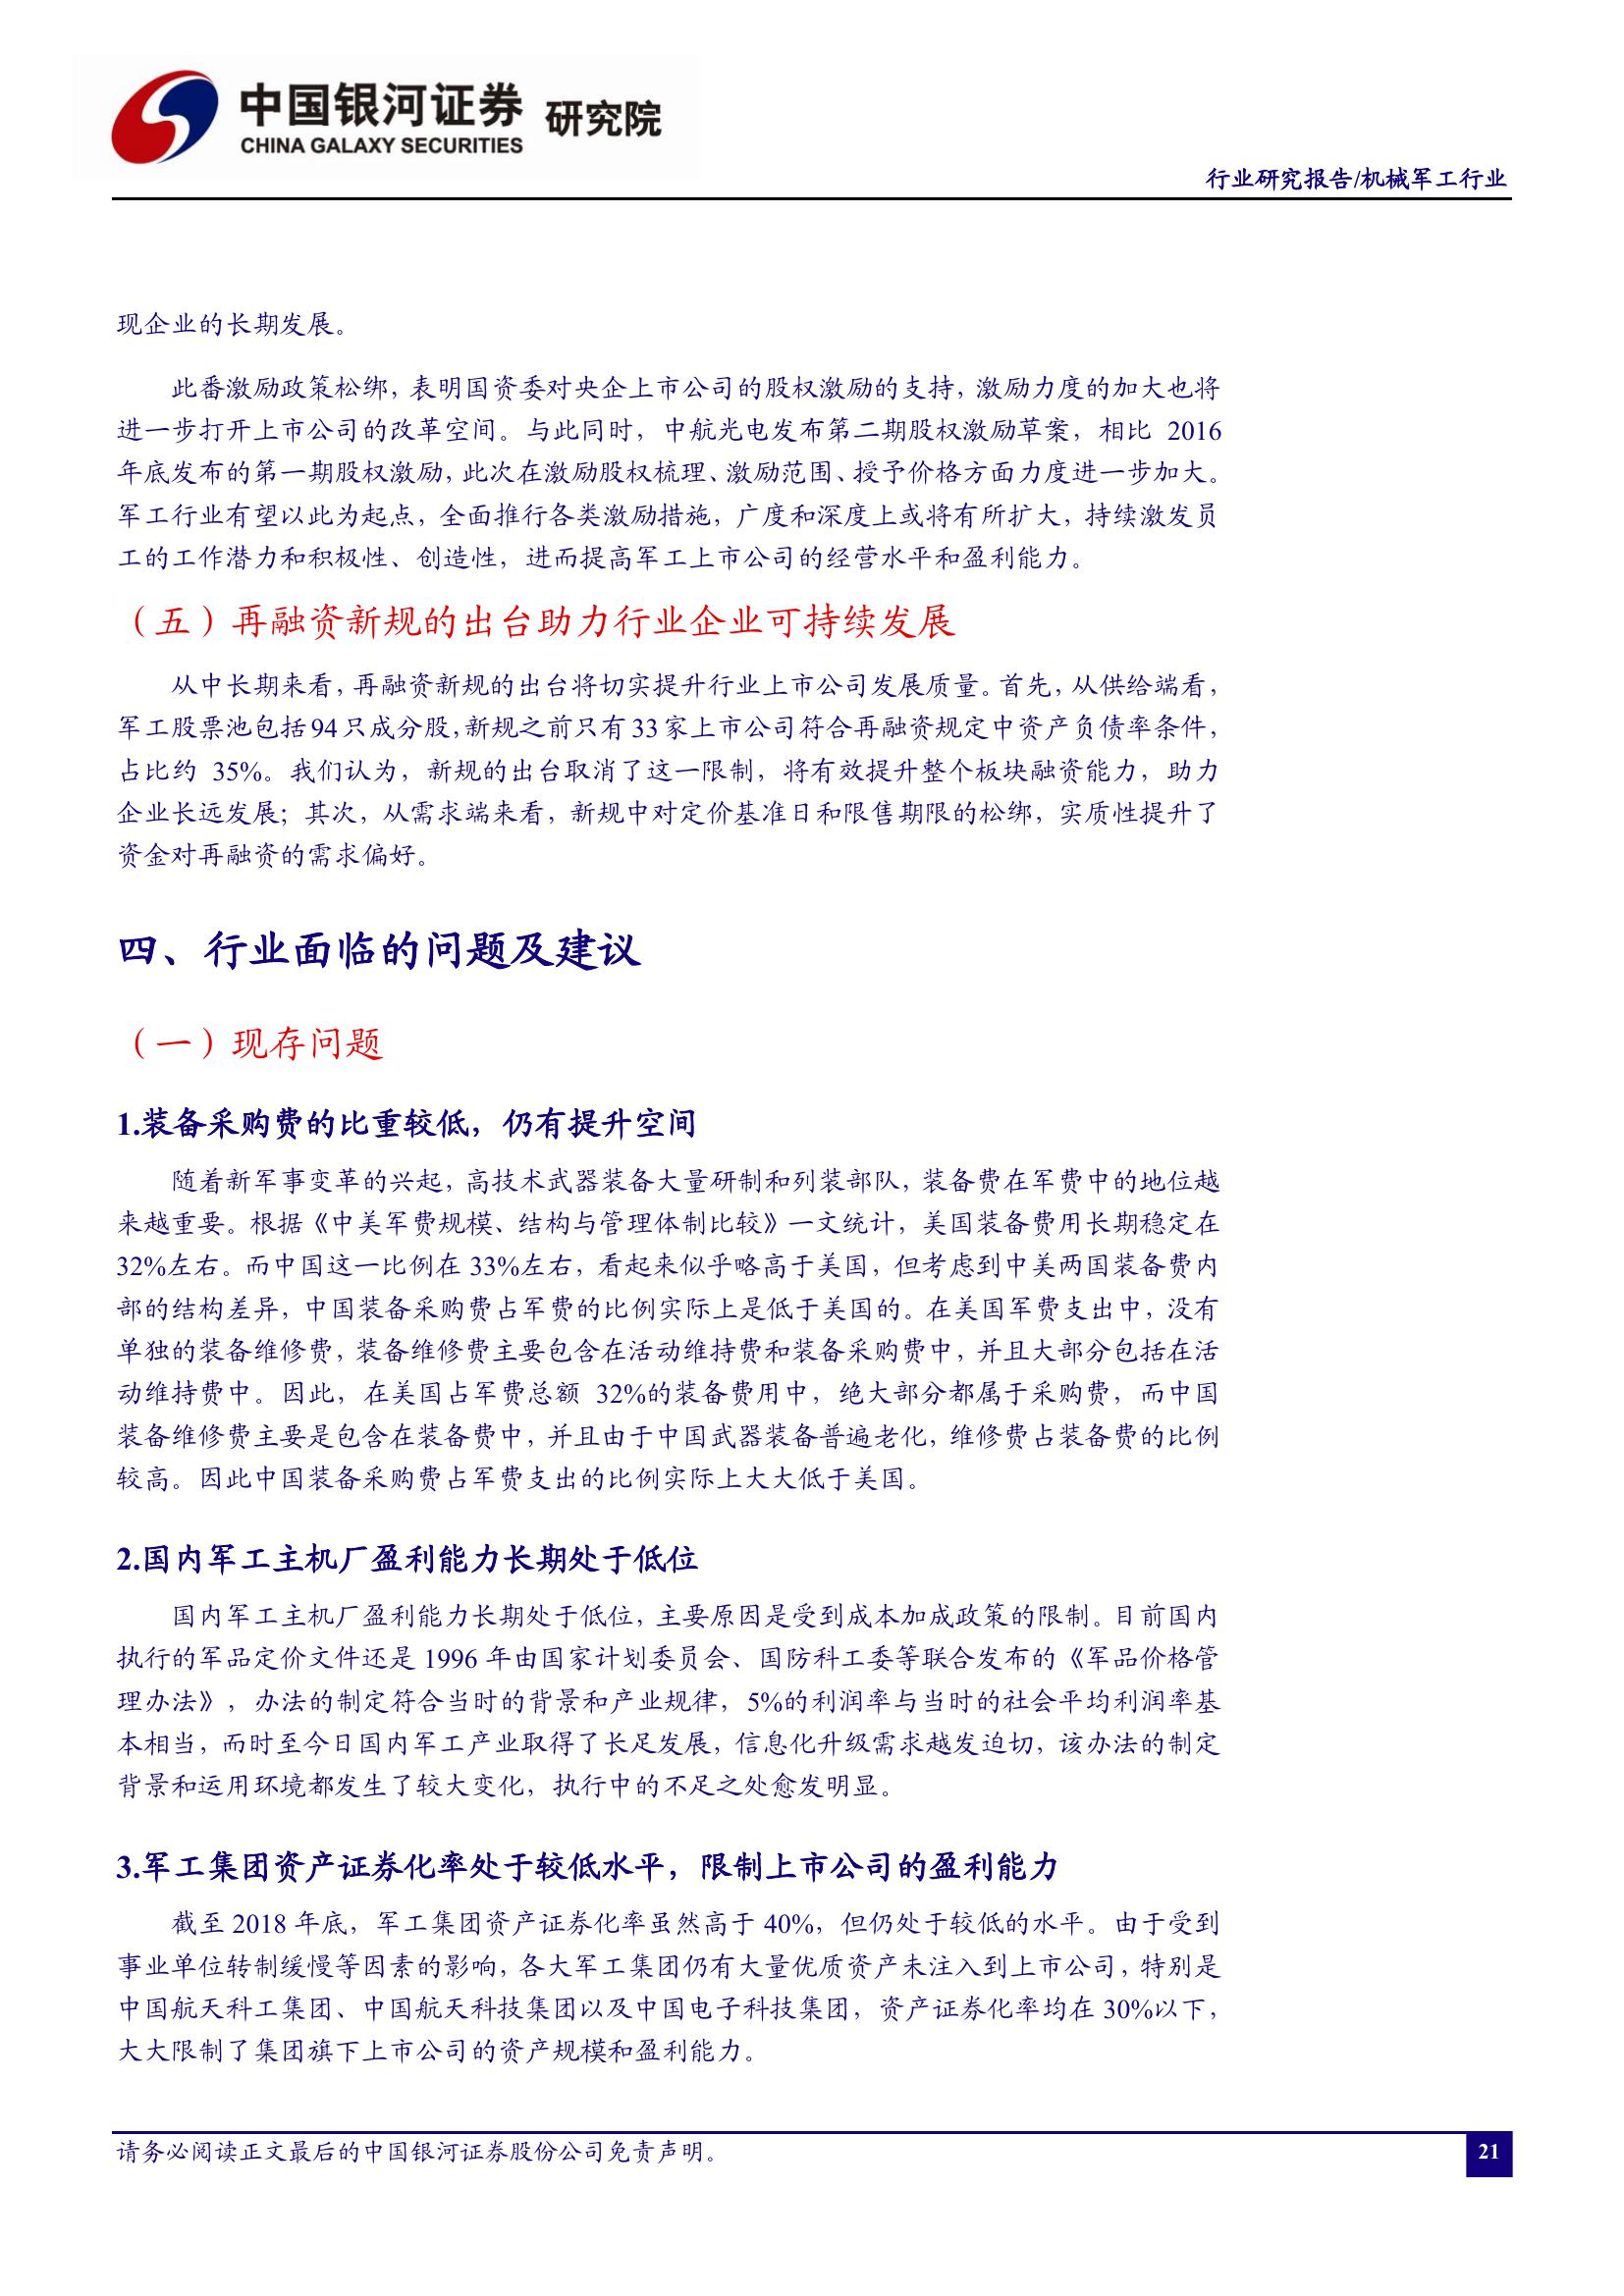 中国银河证券 研究院
CHINA GALAXY SECURITIES
行业研究报告/机械军工行业
现企业的长期发展。
此番激励政策松绑，表明国资委对央企上市公司的股权激励的支持，激励力度的加大也将
进一步打开上市公司的改革空间。与此同时，中航光电发布第二期股权激励草案，相比 2016
年底发布的第一期股权激励，此次在激励股权梳理、激励范围、授予价格方面力度进一步加大。
军工行业有望以此为起点，全面推行各类激励措施，广度和深度上或将有所扩大，持续激发员
工的工作潜力和积极性、创造性，进而提高军工上市公司的经营水平和盈利能力。
（五）再融资新规的出台助力行业企业可持续发展
从中长期来看，再融资新规的出台将切实提升行业上市公司发展质量。首先，从供给端看，
军工股票池包括 94 只成分股，新规之前只有 33 家上市公司符合再融资规定中资产负债率条件，
占比约 35%。我们认为，新规的出台取消了这一限制，将有效提升整个板块融资能力，助力
企业长远发展；其次，从需求端来看，新规中对定价基准日和限售期限的松绑，实质性提升了
资金对再融资的需求偏好。
四、行业面临的问题及建议
（一）现存问题
1.装备采购费的比重较低，仍有提升空间
随着新军事变革的兴起，高技术武器装备大量研制和列装部队，装备费在军费中的地位越
来越重要。根据《中美军费规模、结构与管理体制比较》一文统计，美国装备费用长期稳定在
32%左右。而中国这一比例在 33%左右，看起来似乎略高于美国，但考虑到中美两国装备费内
部的结构差异，中国装备采购费占军费的比例实际上是低于美国的。在美国军费支出中，没有
单独的装备维修费，装备维修费主要包含在活动维持费和装备采购费中，并且大部分包括在活
动维持费中。因此，在美国占军费总额 32%的装备费用中，绝大部分都属于采购费，而中国
装备维修费主要是包含在装备费中，并且由于中国武器装备普遍老化，维修费占装备费的比例
较高。因此中国装备采购费占军费支出的比例实际上大大低于美国。
2.国内军工主机厂盈利能力长期处于低位
国内军工主机厂盈利能力长期处于低位，主要原因是受到成本加成政策的限制。目前国内
执行的军品定价文件还是 1996 年由国家计划委员会、国防科工委等联合发布的《军品价格管
理办法》，办法的制定符合当时的背景和产业规律，5%的利润率与当时的社会平均利润率基
本相当，而时至今日国内军工产业取得了长足发展，信息化升级需求越发迫切，该办法的制定
背景和运用环境都发生了较大变化，执行中的不足之处愈发明显。
3.军工集团资产证券化率处于较低水平，限制上市公司的盈利能力
截至 2018 年底，军工集团资产证券化率虽然高于 40%，但仍处于较低的水平。由于受到
事业单位转制缓慢等因素的影响，各大军工集团仍有大量优质资产未注入到上市公司，特别是
中国航天科工集团、中国航天科技集团以及中国电子科技集团，资产证券化率均在 30%以下，
大大限制了集团旗下上市公司的资产规模和盈利能力。
请务必阅读正文最后的中国银河证券股份公司免责声明。
21